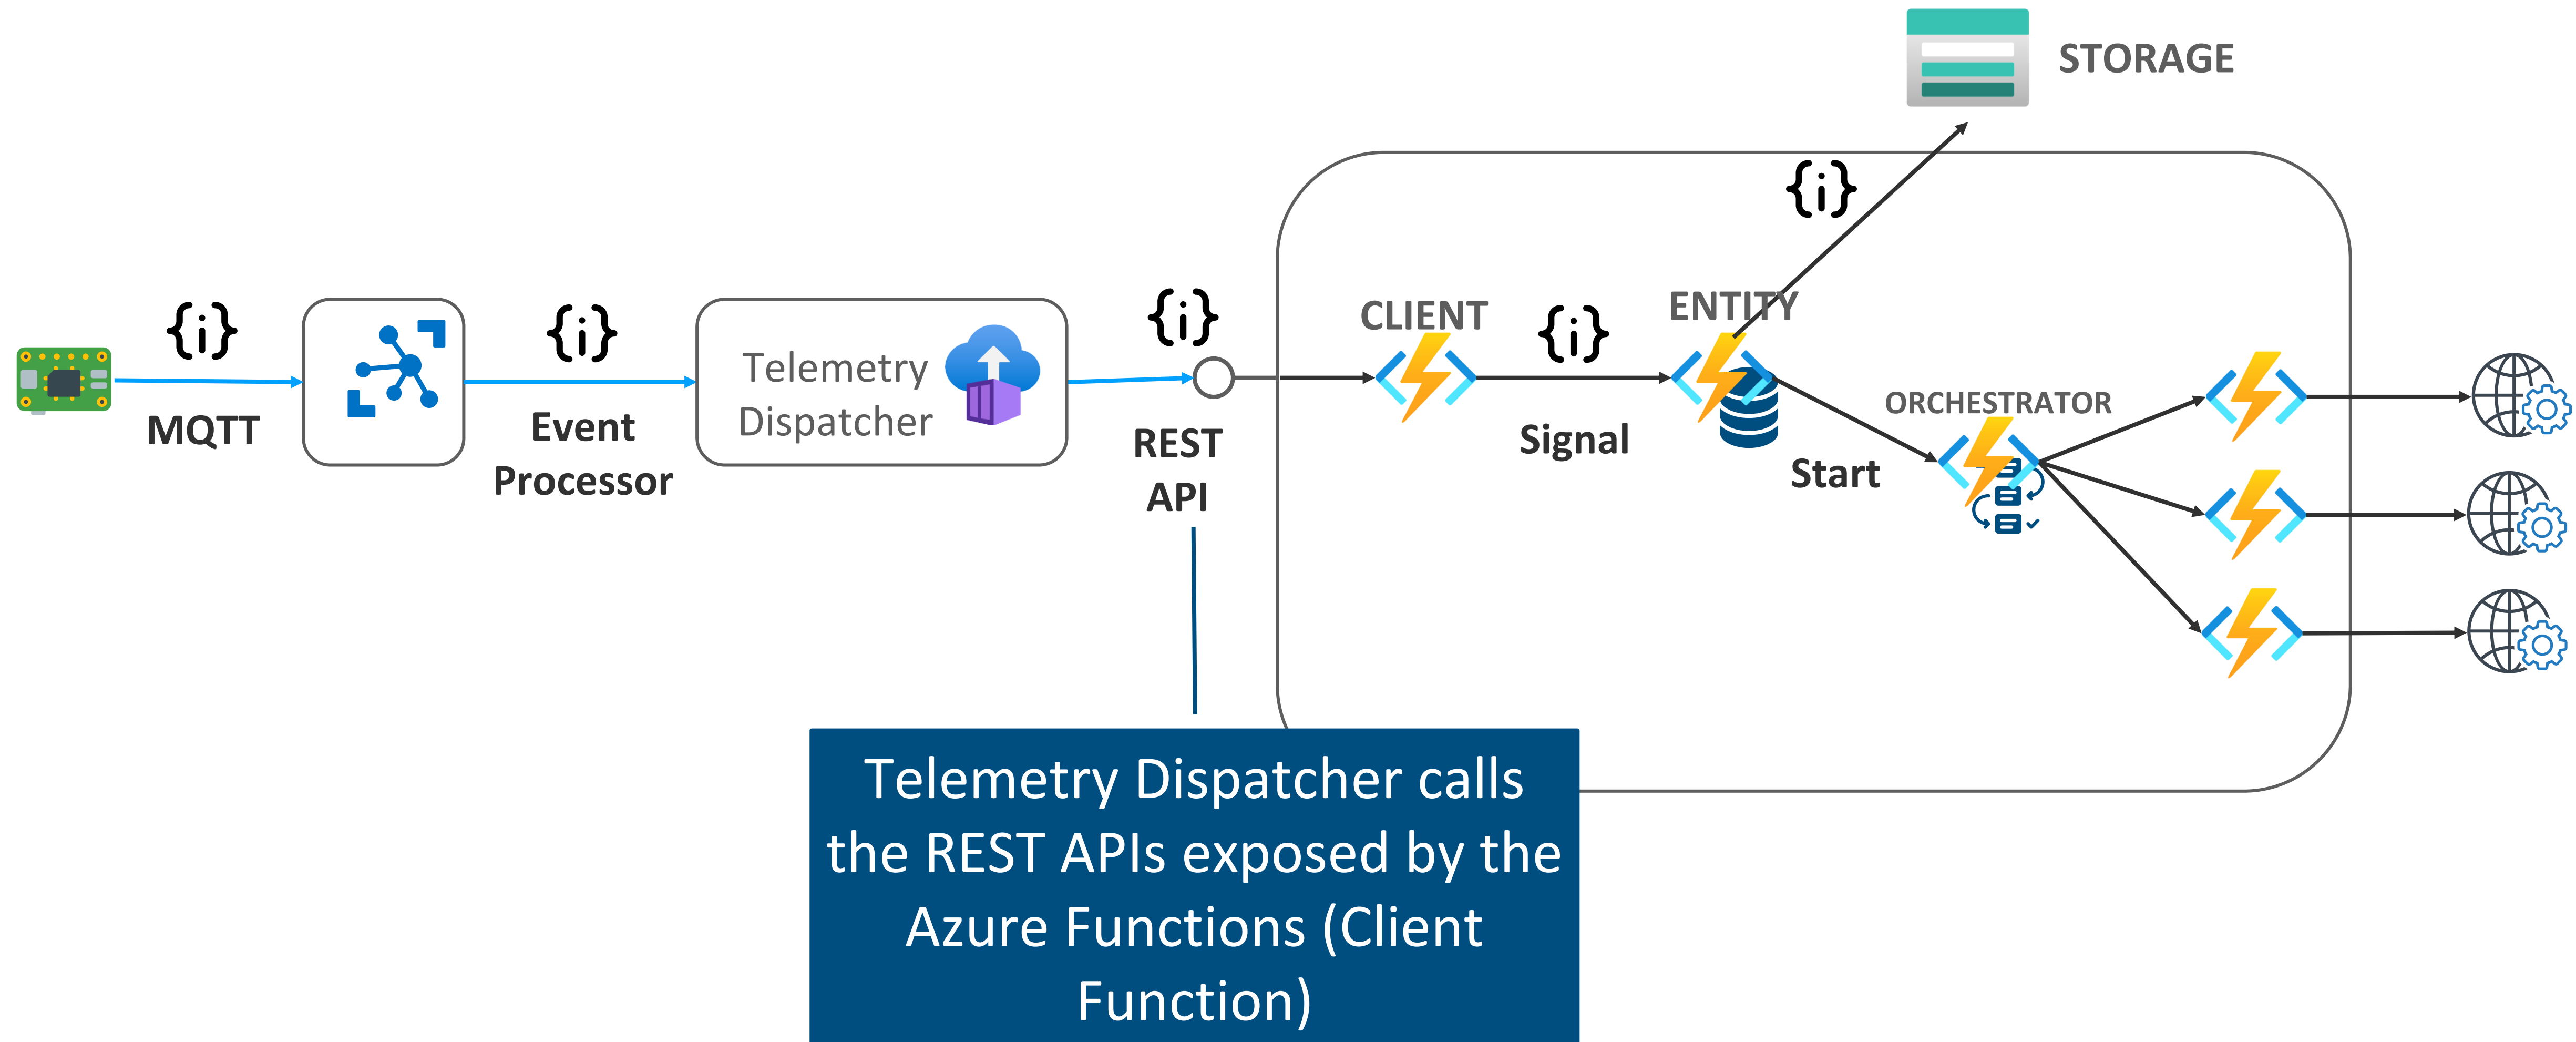 STORAGE
{i}
{i}
{i}
{i}
CLIENT
{i}
ENTITY
MQTT
Event
Processor
Telemetry
Dispatcher
REST
API
Signal
Start
ORCHESTRATOR
Telemetry Dispatcher calls
the REST APIs exposed by the
Azure Functions (Client
Function)